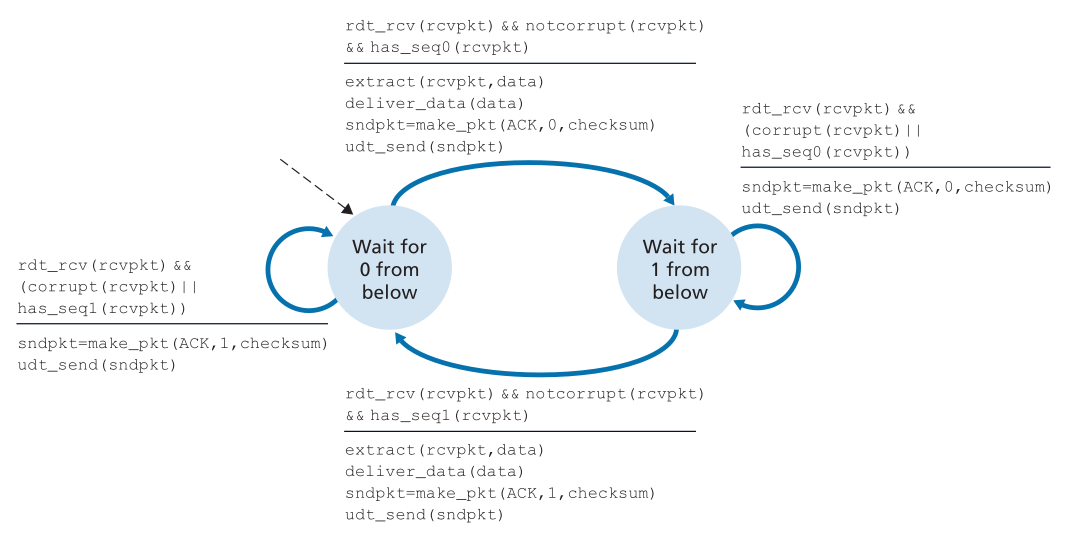 rdt_rcv(rcvpkt) && notcorrupt(rcvpkt)
&& has_seq0(rcvpkt)
extract(rcvpkt,data)
deliver_data(data)
sndpkt=make_pkt(ACK,0,checksum)
udt_send(sndpkt)
rdt_rcv(rcvpkt) &&
(corrupt(rcvpkt)||
has_seq0(rcvpkt))
sndpkt=make_pkt(ACK,0,checksum)
udt_send(sndpkt)
Wait for
0 from
below
Wait for
1 from
below
rdt_rcv(rcvpkt) &&
(corrupt(rcvpkt)||
has_seq1(rcvpkt))
sndpkt=make_pkt(ACK,1,checksum)
udt_send(sndpkt)
rdt_rcv(rcvpkt) && notcorrupt(rcvpkt)
&& has_seq1(rcvpkt)
extract(rcvpkt,data)
deliver_data(data)
sndpkt=make_pkt(ACK,1,checksum)
udt_send(sndpkt)